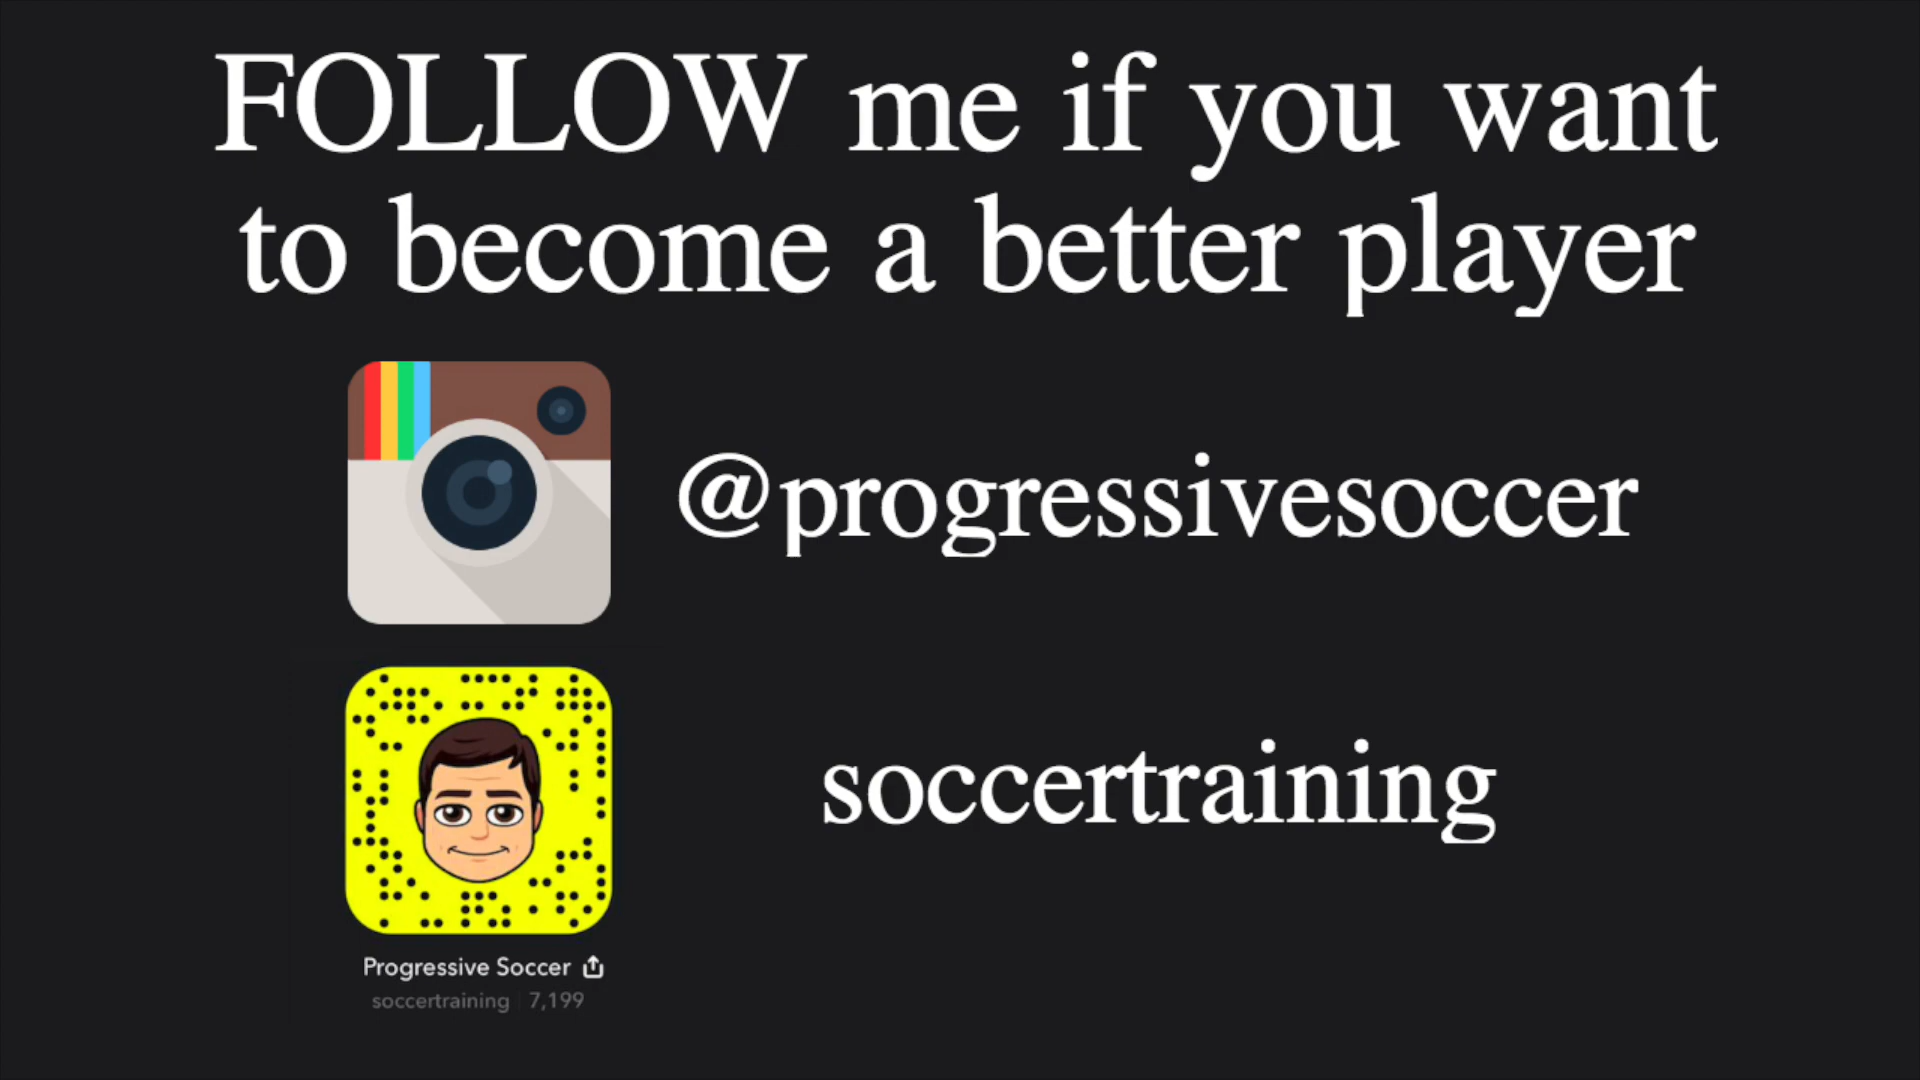 FOLLOW me if you want
to become a better player
@progressivesoccer
soccertraining
Progressive Soccer
soccertraining 7,199